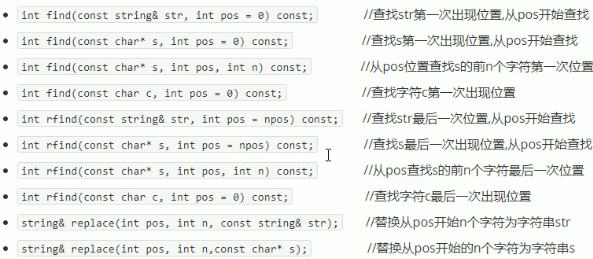 int find(const string& str, int pos = 0) const; //查找str第一次出现位置,从pos开始查找
int find(const char* s, int pos = 0) const; //查找s第一次出现位置,从pos开始查找
int find(const char* s, int pos, int n) const; //从pos位置查找s的前n个字符第一次位置
int find(const char c, int pos = 0) const; //查找字符c第一次出现位置
int rfind(const string& str, int pos = npos) const; //查找str最后一次位置,从pos开始查找
int rfind(const char* s, int pos = npos) const; //查找s最后一次出现位置,从pos开始查找
int rfind(const char* s, int pos, int n) const; //从pos查找s的前n个字符最后一次位置
int rfind(const char c, int pos = 0) const; //查找字符c最后一次出现位置
string& replace(int pos, int n, const string& str); //替换从pos开始n个字符为字符串str
string& replace(int pos, int n,const char* s); //替换从pos开始的n个字符为字符串s